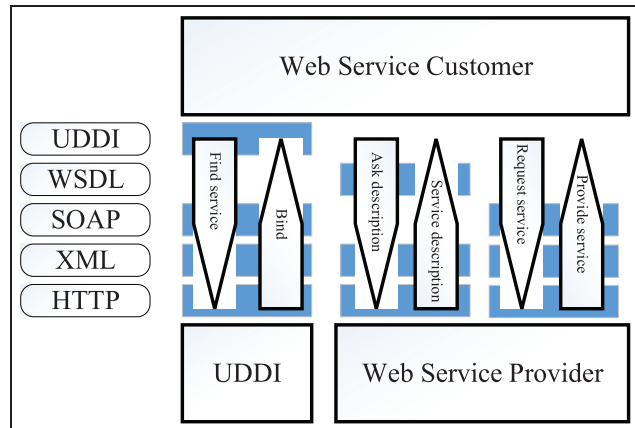 Web Service Customer
UDDI
WSDL
SOAP
XML
HTTP
Find service
Bind
Ask description
Service description
Request service
Provide service
UDDI
Web Service Provider